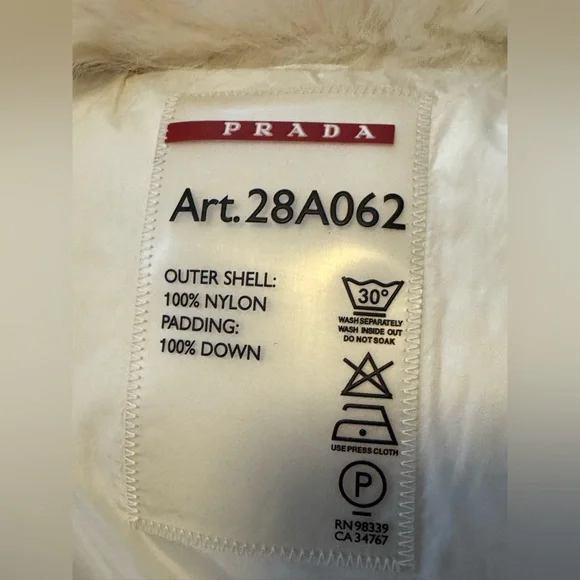 PRADA
Art. 28A062
OUTER SHELL:
100% NYLON
PADDING:
100% DOWN
30°
WASH SEPARATELY
WASH INSIDE OUT
DO NOT SOAK
USE PRESS CLOTH
P
RN 98339
CA 34767